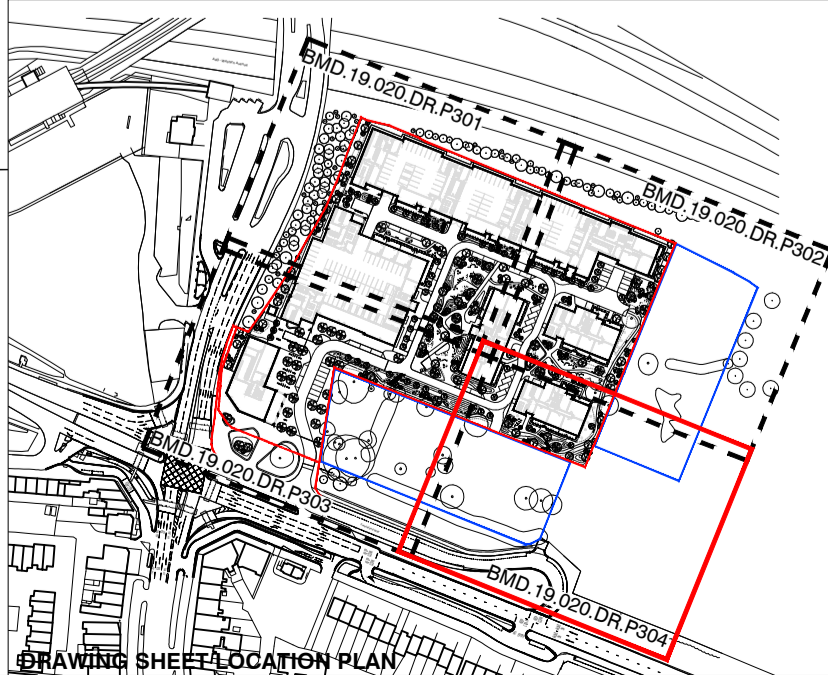 BMD.19.020.DR.P301
BMD.19.020.DR.P302
BMD.19.020.DR.P303
BMD.19.020.DR.P304
DRAWING SHEET LOCATION PLAN